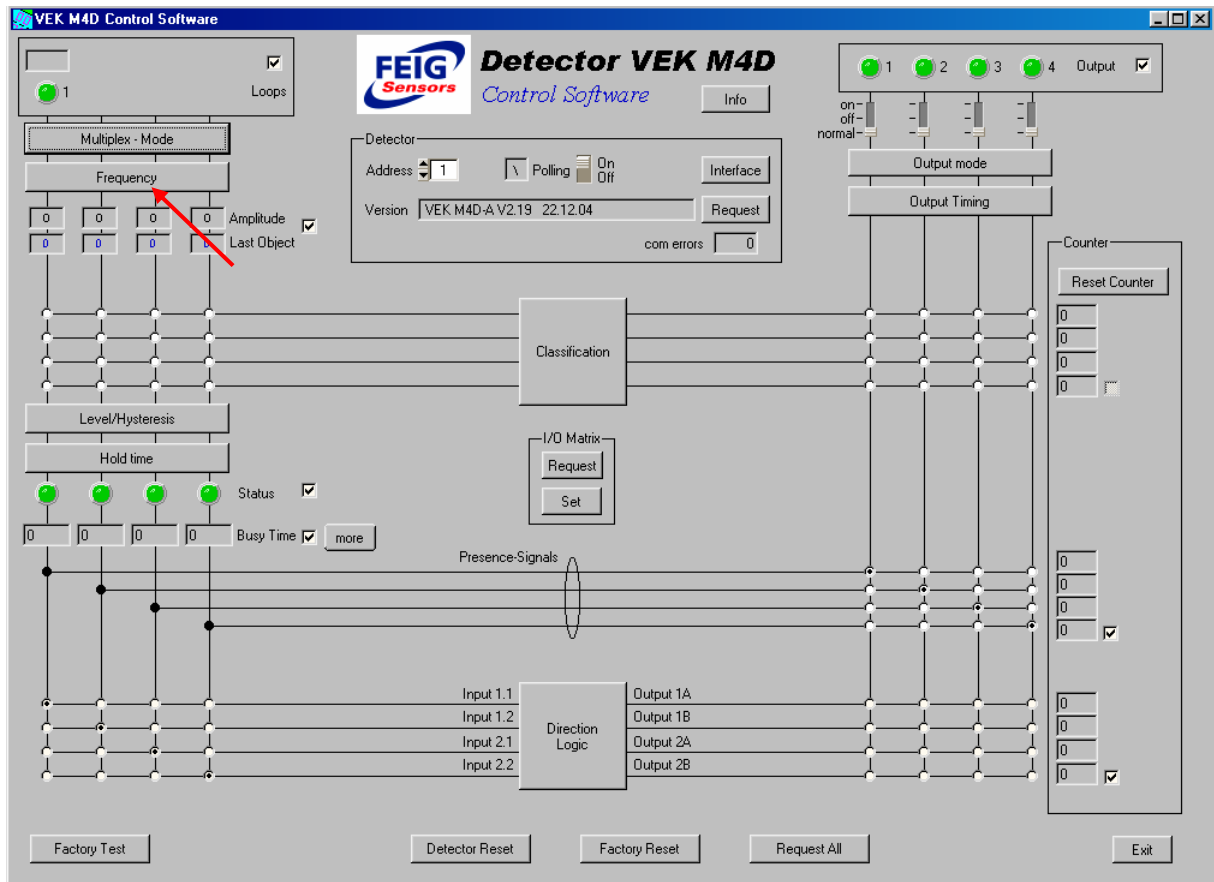 VEK M4D Control Software
1
Loops
FEIG
Sensors
Detector VEK M4D
Control Software
Info
1
2
3
4
Output
on
off
normal
Multiplex - Mode
Frequency
0 0 0 0 Amplitude
0 0 0 0 Last Object
Detector
Address 1 \ Polling On
Off
Interface
Version VEK M4D-A V2.19 22.12.04 Request
com errors 0
Output mode
Output Timing
Counter
Reset Counter
0
0
0
0
Classification
Level/Hysteresis
Hold time
I/O Matrix
Request
Set
Status
0 0 0 0 Busy Time more
Presence-Signals
0
0
0
0
Input 1.1
Input 1.2
Input 2.1
Input 2.2
Direction
Logic
Output 1A
Output 1B
Output 2A
Output 2B
0
0
0
0
Factory Test
Detector Reset
Factory Reset
Request All
Exit